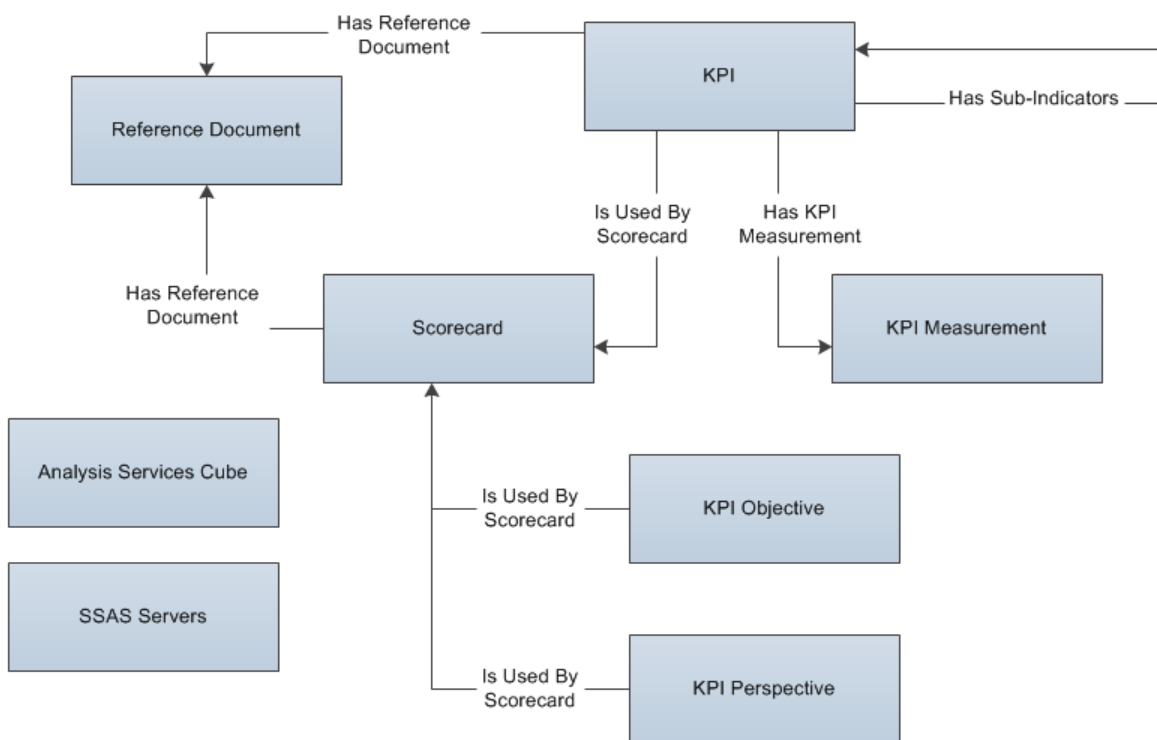 Has Reference
Document
KPI
Has Sub-Indicators
Reference Document
Is Used By
Scorecard
Has KPI
Measurement
Has Reference
Document
Scorecard
KPI Measurement
Analysis Services Cube
Is Used By
Scorecard
KPI Objective
SSAS Servers
Is Used By
Scorecard
KPI Perspective